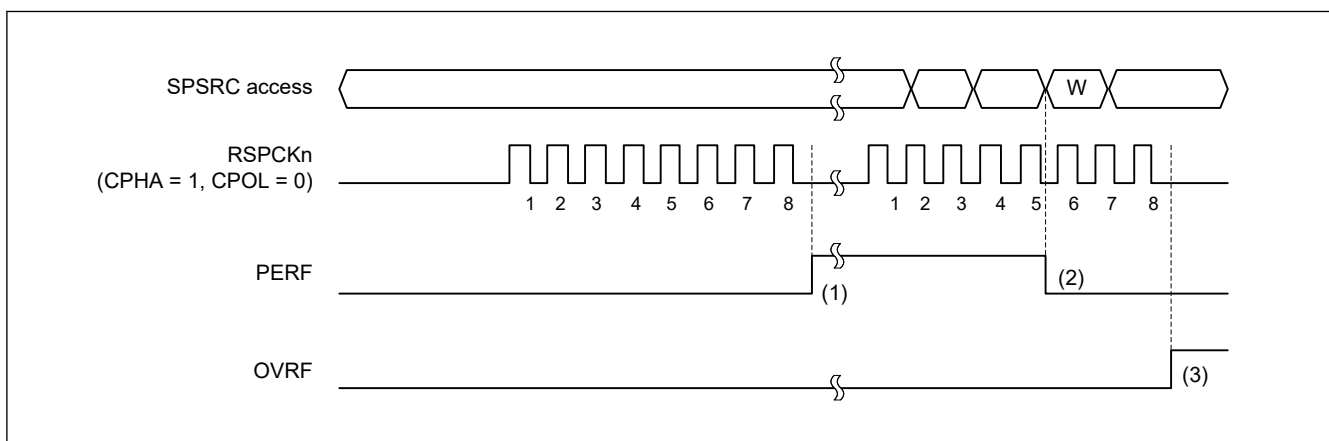 SPSRC access
W
RSPCKn
(CPHA = 1, CPOL = 0)
1 2 3 4 5 6 7 8 1 2 3 4 5 6 7 8
PERF
(1) (2)
OVRF
(3)